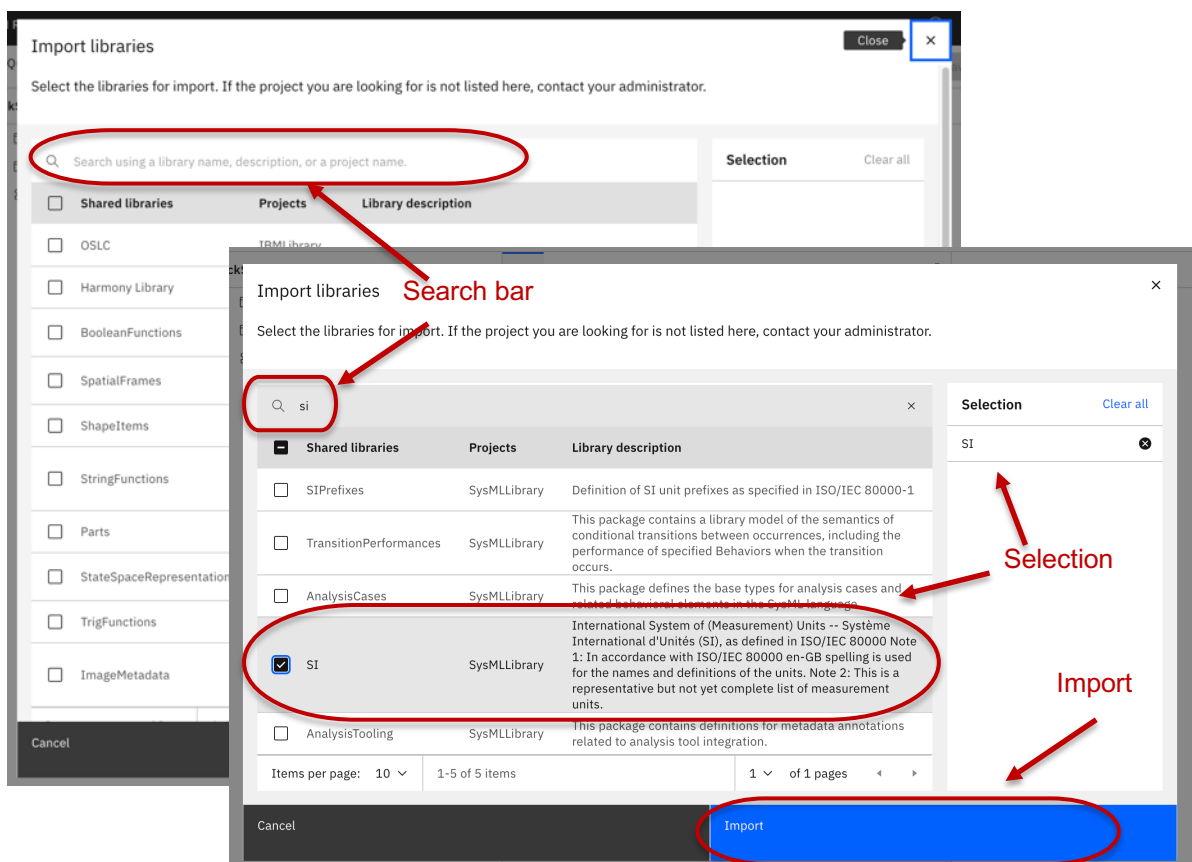 Import libraries
Close
Select the libraries for import. If the project you are looking for is not listed here, contact your administrator.
Search using a library name, description, or a project name.
Selection
Clear all
Shared libraries Projects Library description
OSLC IBMLibrary
Harmony Library
BooleanFunctions
SpatialFrames
ShapeItems
StringFunctions
Parts
StateSpaceRepresentation
TrigFunctions
ImageMetadata
Cancel
Search bar
Import libraries
Select the libraries for import. If the project you are looking for is not listed here, contact your administrator.
si
Selection
Clear all
SI
Shared libraries Projects Library description
SIPrefixes SysMLLibrary Definition of SI unit prefixes as specified in ISO/IEC 80000-1
TransitionPerformances SysMLLibrary
This package contains a library model of the semantics of
conditional transitions between occurrences, including the
performance of specified Behaviors when the transition
occurs.
AnalysisCases SysMLLibrary
This package defines the base types for analysis cases and
related behavioral elements in the SysML language.
SI SysMLLibrary
International System of (Measurement) Units -- Système
International d'Unités (SI), as defined in ISO/IEC 80000 Note
1: In accordance with ISO/IEC 80000 en-GB spelling is used
for the names and definitions of the units. Note 2: This is a
representative but not yet complete list of measurement
units.
AnalysisTooling SysMLLibrary
This package contains definitions for metadata annotations
related to analysis tool integration.
Items per page: 10 1-5 of 5 items 1 of 1 pages
Selection
Import
Cancel
Import